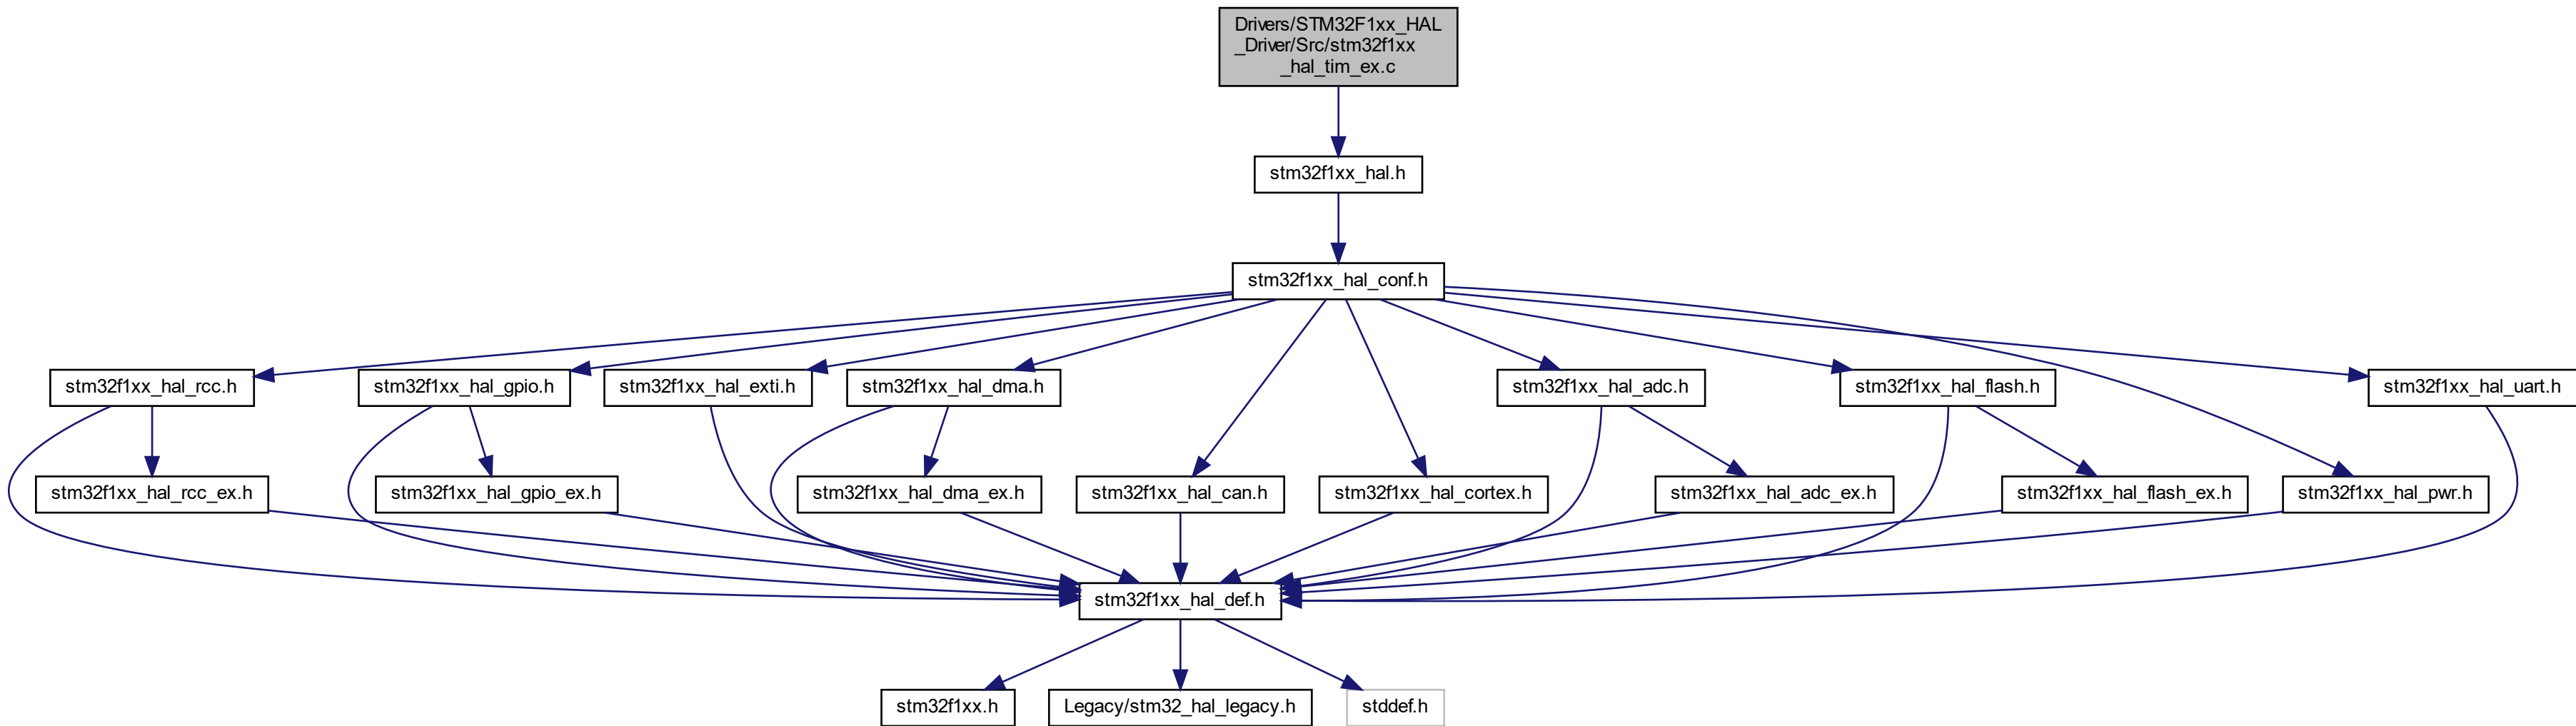 Drivers/STM32F1xx_HAL
_Driver/Src/stm32f1xx
_hal_tim_ex.c
stm32f1xx_hal.h
stm32f1xx_hal_conf.h
stm32f1xx_hal_rcc.h
stm32f1xx_hal_gpio.h
stm32f1xx_hal_exti.h
stm32f1xx_hal_dma.h
stm32f1xx_hal_adc.h
stm32f1xx_hal_flash.h
stm32f1xx_hal_uart.h
stm32f1xx_hal_rcc_ex.h
stm32f1xx_hal_gpio_ex.h
stm32f1xx_hal_dma_ex.h
stm32f1xx_hal_can.h
stm32f1xx_hal_cortex.h
stm32f1xx_hal_adc_ex.h
stm32f1xx_hal_flash_ex.h
stm32f1xx_hal_pwr.h
stm32f1xx_hal_def.h
stm32f1xx.h
Legacy/stm32_hal_legacy.h
stddef.h